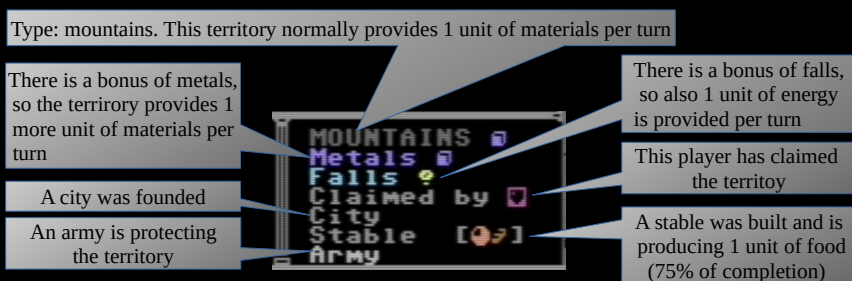 Type: mountains. This territory normally provides 1 unit of materials per turn
There is a bonus of metals,
so the terrirory provides 1
more unit of materials per
turn
There is a bonus of falls,
so also 1 unit of energy
is provided per turn
MOUNTAINS
Metals
Falls
Claimed by
City
Stable []
Army
This player has claimed
the territoy
A city was founded
An army is protecting
the territory
A stable was built and is
producing 1 unit of food
(75% of completion)